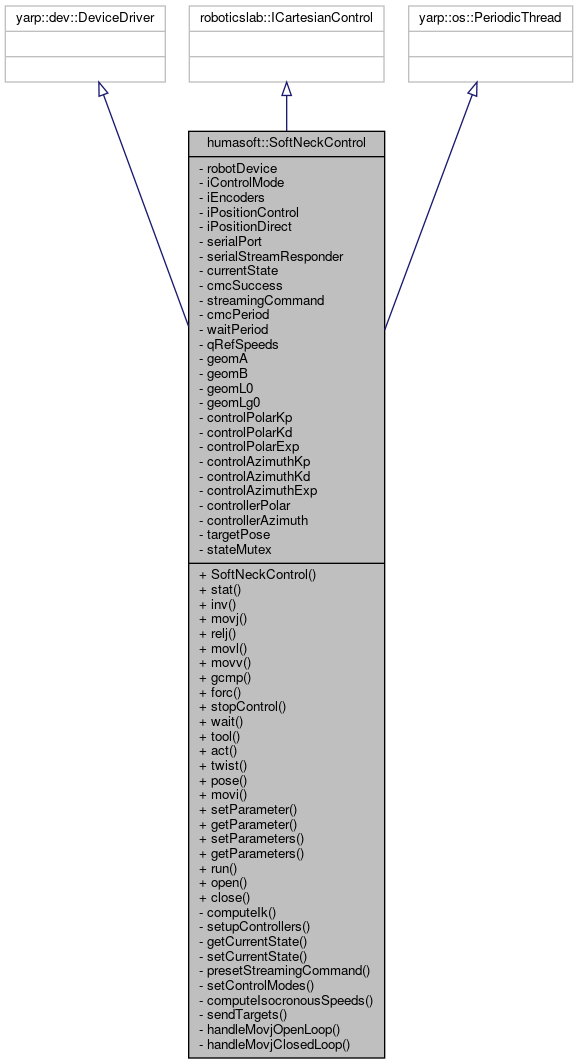 yarp::dev::DeviceDriver
roboticslab::ICartesianControl
yarp::os::PeriodicThread
humasoft::SoftNeckControl
- robotDevice
- iControlMode
- iEncoders
- iPositionControl
- iPositionDirect
- serialPort
- serialStreamResponder
- currentState
- cmcSuccess
- streamingCommand
- cmcPeriod
- waitPeriod
- qRefSpeeds
- geomA
- geomB
- geomL0
- geomLg0
- controlPolarKp
- controlPolarKd
- controlPolarExp
- controlAzimuthKp
- controlAzimuthKd
- controlAzimuthExp
- controllerPolar
- controllerAzimuth
- targetPose
- stateMutex
+ SoftNeckControl()
+ stat()
+ inv()
+ movj()
+ relj()
+ movl()
+ movv()
+ gcmp()
+ forc()
+ stopControl()
+ wait()
+ tool()
+ act()
+ twist()
+ pose()
+ movi()
+ setParameter()
+ getParameter()
+ setParameters()
+ getParameters()
+ run()
+ open()
+ close()
- computeIk()
- setupControllers()
- getCurrentState()
- setCurrentState()
- presetStreamingCommand()
- setControlModes()
- computeIsocronousSpeeds()
- sendTargets()
- handleMovjOpenLoop()
- handleMovjClosedLoop()